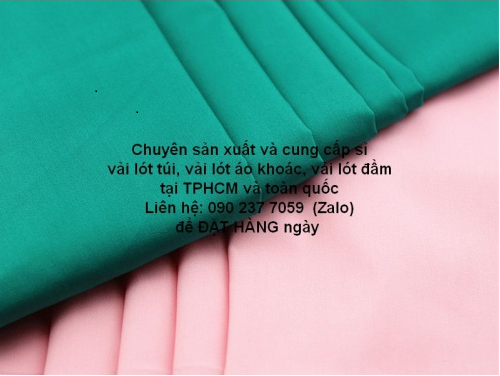 Chuyên sản xuất và cung cấp sỉ
vải lót túi, vải lót áo khoác, vải lót đầm
tại TPHCM và toàn quốc
Liên hệ: 090 237 7059 (Zalo)
để ĐẶT HÀNG ngày